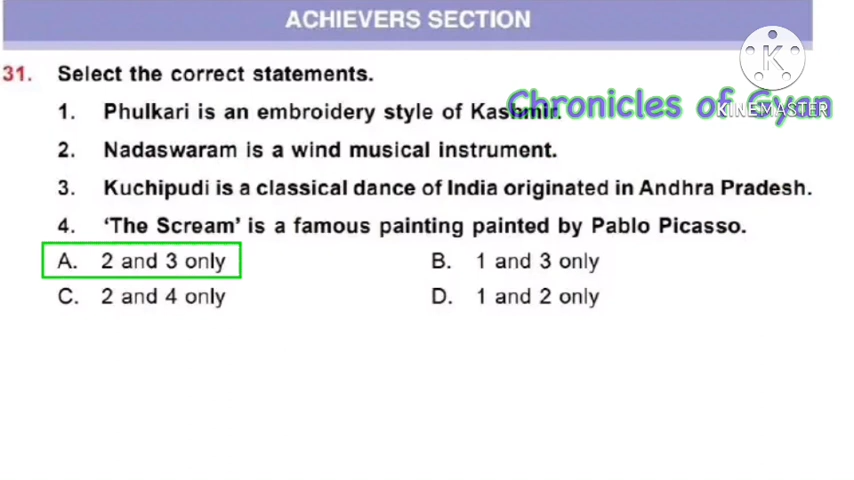 ACHIEVERS SECTION
31. Select the correct statements.
Chronicles of Gyan
KINEMASTER
1. Phulkari is an embroidery style of Kashmir.
2. Nadaswaram is a wind musical instrument.
3. Kuchipudi is a classical dance of India originated in Andhra Pradesh.
4. ‘The Scream’ is a famous painting painted by Pablo Picasso.
A. 2 and 3 only B. 1 and 3 only
C. 2 and 4 only D. 1 and 2 only